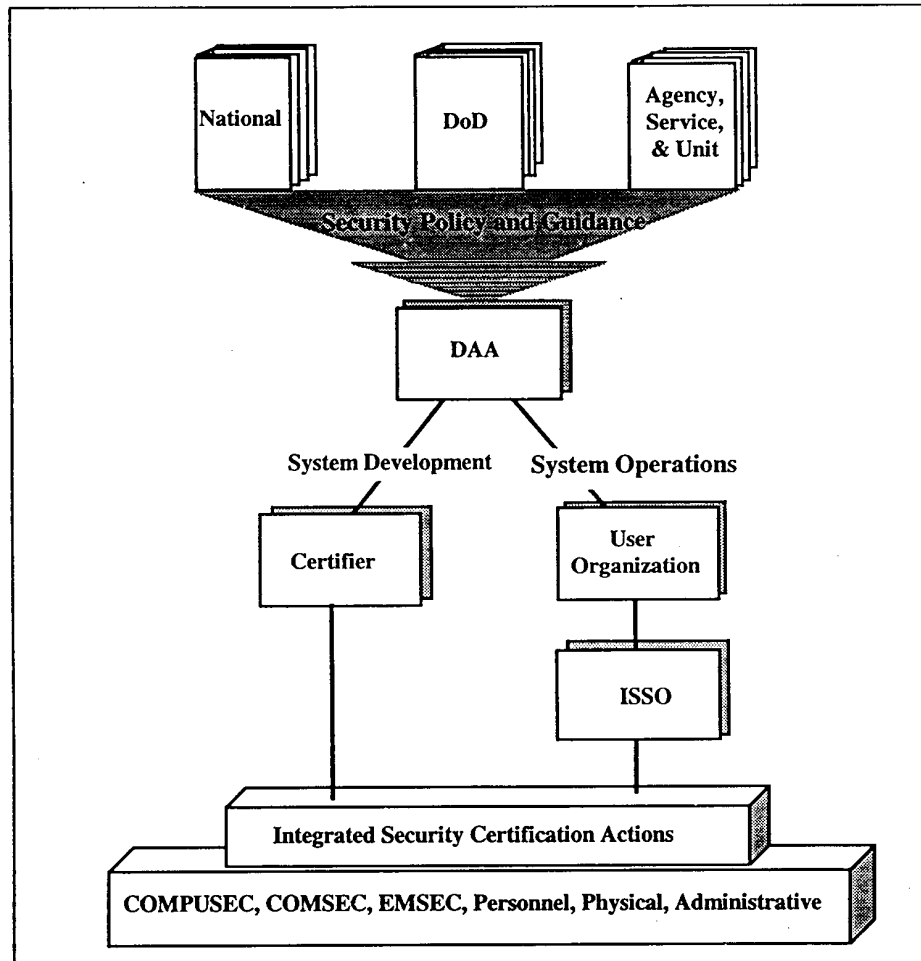 National
DoD
Agency,
Service,
& Unit
Security Policy and Guidance
DAA
System Development
System Operations
Certifier
User
Organization
ISSO
Integrated Security Certification Actions
COMPUSEC, COMSEC, EMSEC, Personnel, Physical, Administrative